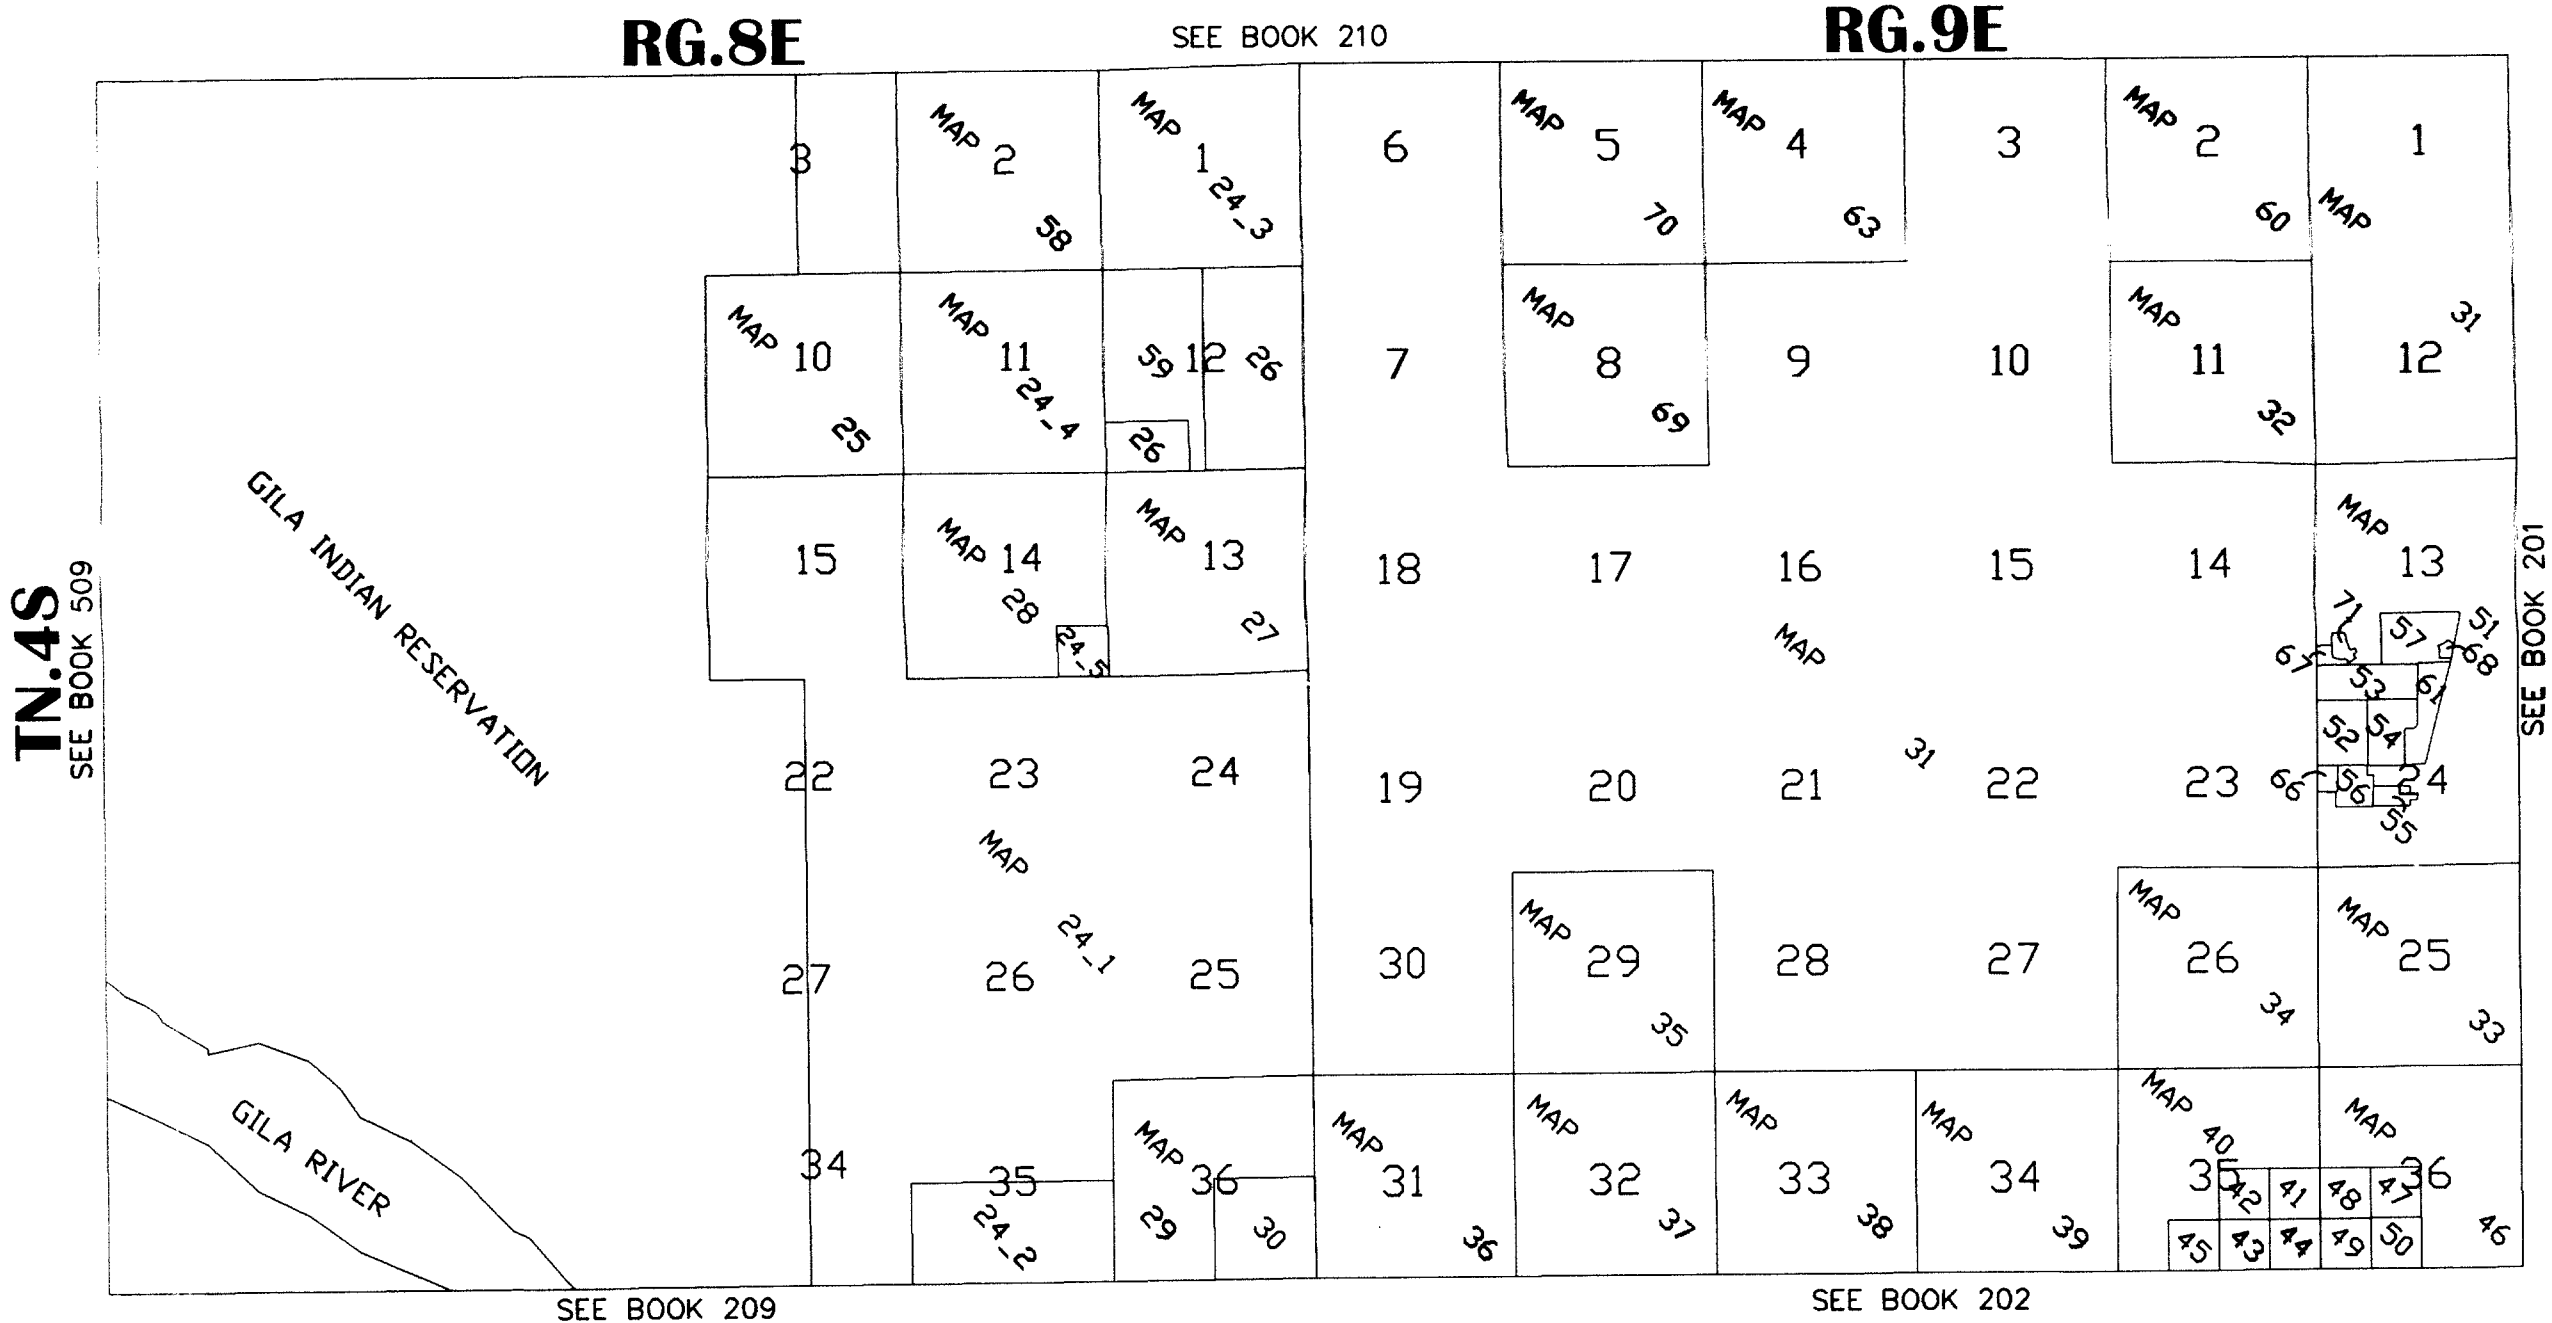 RG.8E
SEE BOOK 210
RG.9E
TN.4S
SEE BOOK 509
SEE BOOK 201
3
MAP 2
58
MAP 1
24_3
6
MAP 5
70
MAP 4
63
3
MAP 2
60
1
MAP
31
12
MAP 10
25
MAP 11
24_4
59
12
26
26
7
MAP 8
69
9
10
MAP 11
32
GILA INDIAN RESERVATION
15
MAP 14
28
24_5
MAP 13
27
18
17
16
MAP
31
15
14
MAP 13
71
57
51
67
68
53
61
52
54
22
23
24
19
20
21
22
23
66
56
24
55
MAP
24_1
27
26
25
30
MAP 29
35
28
27
MAP 26
34
MAP 25
33
GILA RIVER
34
35
24_2
MAP 36
29
30
MAP 31
36
MAP 32
37
MAP 33
38
MAP 34
39
MAP
40
35
MAP
36
42
41
48
47
45
43
44
49
50
46
SEE BOOK 209
SEE BOOK 202